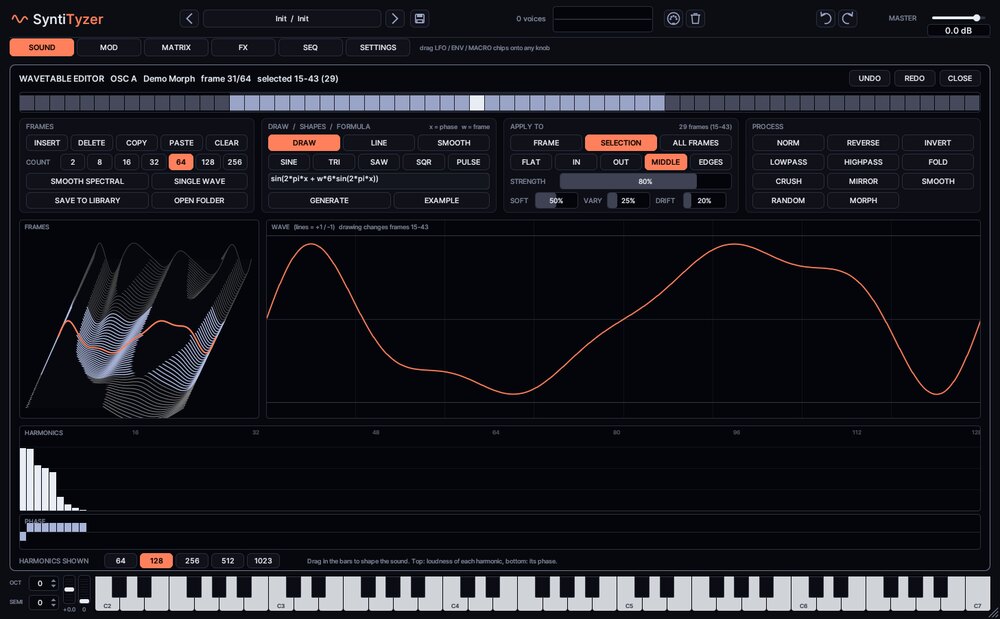 SyntiTyzer
Init / Init
0 voices
MASTER
0.0 dB
SOUND MOD MATRIX FX SEQ SETTINGS drag LFO / ENV / MACRO chips onto any knob
WAVETABLE EDITOR OSC A Demo Morph frame 31/64 selected 15-43 (29) UNDO REDO CLOSE
FRAMES
INSERT DELETE COPY PASTE CLEAR
COUNT 2 8 16 32 64 128 256
SMOOTH SPECTRAL SINGLE WAVE
SAVE TO LIBRARY OPEN FOLDER
DRAW / SHAPES / FORMULA x = phase w = frame
DRAW LINE SMOOTH
SINE TRI SAW SQR PULSE
sin(2*pi*x + w*6*sin(2*pi*x))
GENERATE EXAMPLE
APPLY TO 29 frames (15-43)
FRAME SELECTION ALL FRAMES
FLAT IN OUT MIDDLE EDGES
STRENGTH 80%
SOFT 50% VARY 25% DRIFT 20%
PROCESS
NORM REVERSE INVERT
LOWPASS HIGHPASS FOLD
CRUSH MIRROR SMOOTH
RANDOM MORPH
FRAMES
WAVE (lines = +1 / -1) drawing changes frames 15-43
HARMONICS 16 32 48 64 80 96 112 128
PHASE
HARMONICS SHOWN 64 128 256 512 1023 Drag in the bars to shape the sound. Top: loudness of each harmonic, bottom: its phase.
OCT 0
SEMI 0
+0.0 0
C2 C3 C4 C5 C6 C7